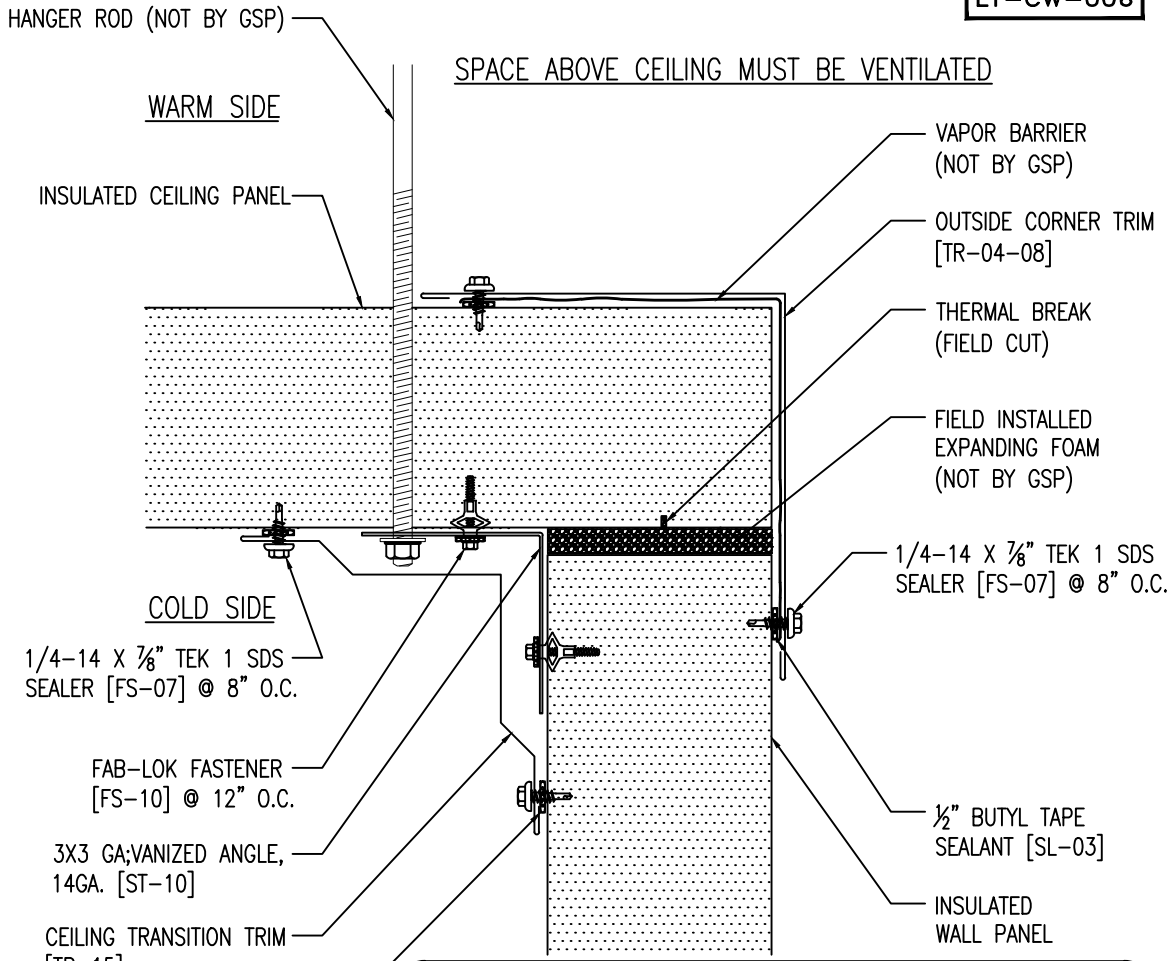 HANGER ROD (NOT BY GSP)
SPACE ABOVE CEILING MUST BE VENTILATED
WARM SIDE
VAPOR BARRIER
(NOT BY GSP)
INSULATED CEILING PANEL
OUTSIDE CORNER TRIM
[TR-04-08]
THERMAL BREAK
(FIELD CUT)
FIELD INSTALLED
EXPANDING FOAM
(NOT BY GSP)
1/4-14 X ⅞" TEK 1 SDS
SEALER [FS-07] @ 8" O.C.
COLD SIDE
1/4-14 X ⅞" TEK 1 SDS
SEALER [FS-07] @ 8" O.C.
FAB-LOK FASTENER
[FS-10] @ 12" O.C.
½" BUTYL TAPE
SEALANT [SL-03]
3X3 GA;VANIZED ANGLE,
14GA. [ST-10]
INSULATED
WALL PANEL
CEILING TRANSITION TRIM
[TR-15]